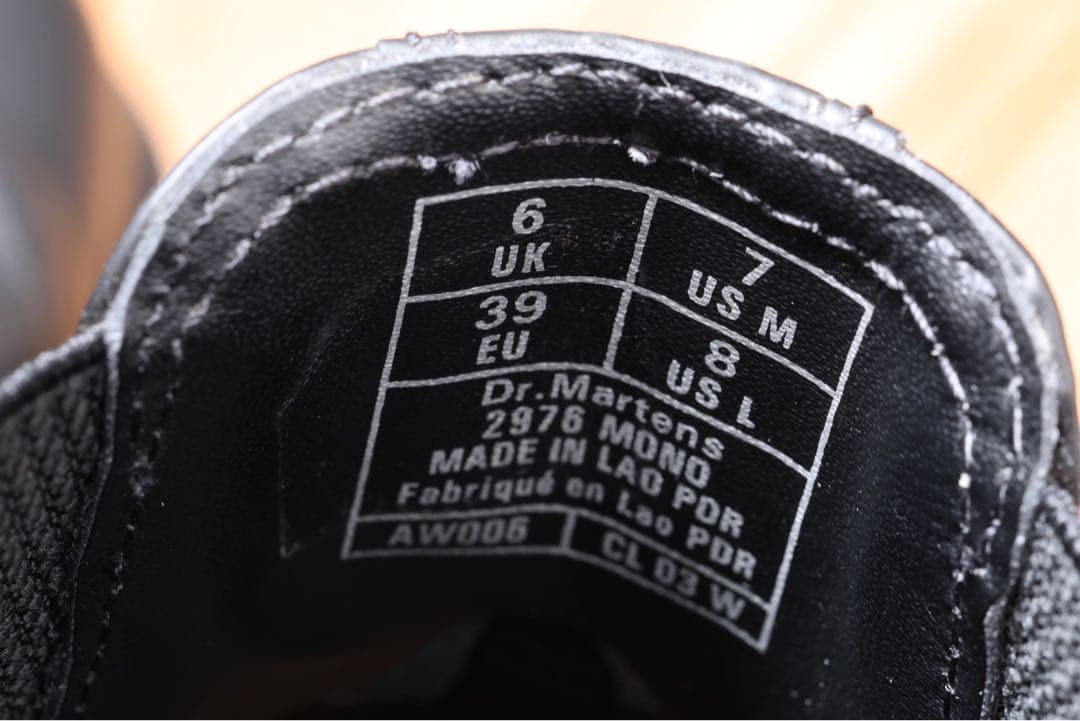 6
UK
7
US M
39
EU
8
US L
Dr.Martens
2976 MONO
MADE IN LAO PDR
Fabriqué en Lao PDR
AW006
CL 03 W